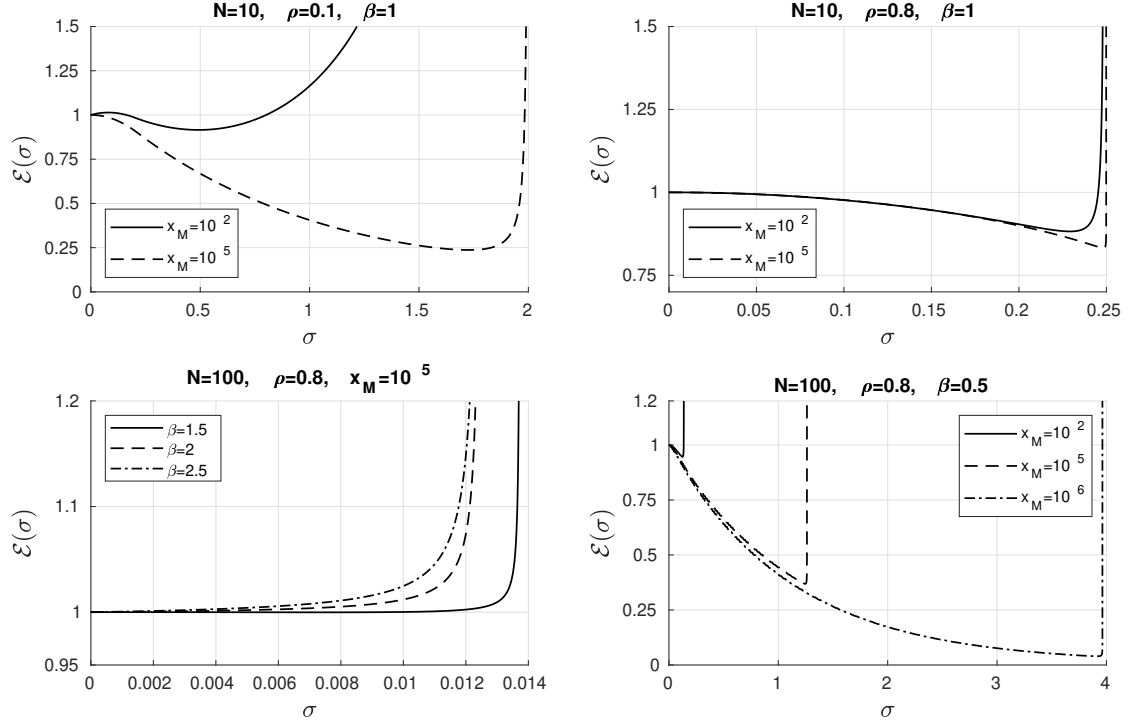 N=10, ρ=0.1, β=1
1.5
1.25
1
0.75
0.5
0.25
0
ℰ(σ)
x_M=10^2
x_M=10^5
0 0.5 1 1.5 2
σ
N=10, ρ=0.8, β=1
1.5
1.25
1
0.75
ℰ(σ)
x_M=10^2
x_M=10^5
0 0.05 0.1 0.15 0.2 0.25
σ
N=100, ρ=0.8, x_M=10^5
1.2
1.1
1
0.95
ℰ(σ)
β=1.5
β=2
β=2.5
0 0.002 0.004 0.006 0.008 0.01 0.012 0.014
σ
N=100, ρ=0.8, β=0.5
1.2
1
0.75
0.5
0.25
0
ℰ(σ)
x_M=10^2
x_M=10^5
x_M=10^6
0 1 2 3 4
σ